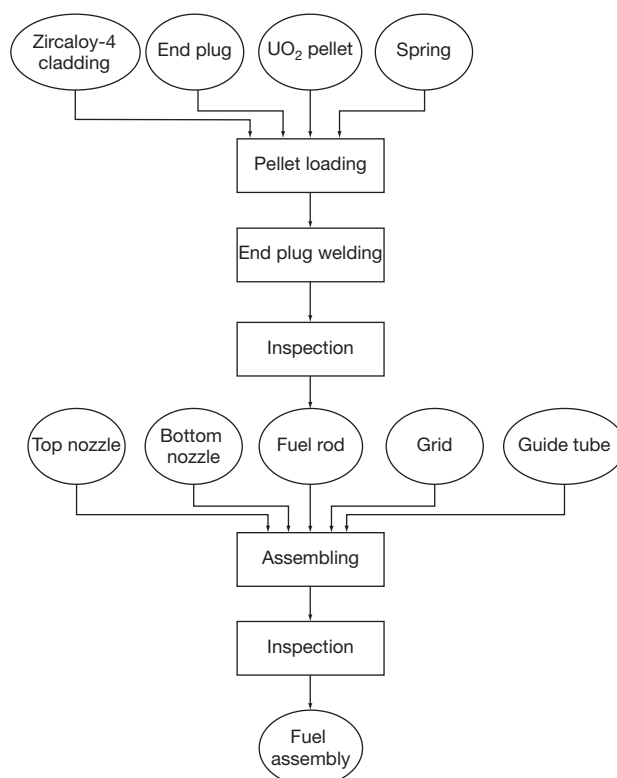 Zircaloy-4
cladding
End plug
UO₂ pellet
Spring
Pellet loading
End plug welding
Inspection
Top nozzle
Bottom
nozzle
Fuel rod
Grid
Guide tube
Assembling
Inspection
Fuel
assembly